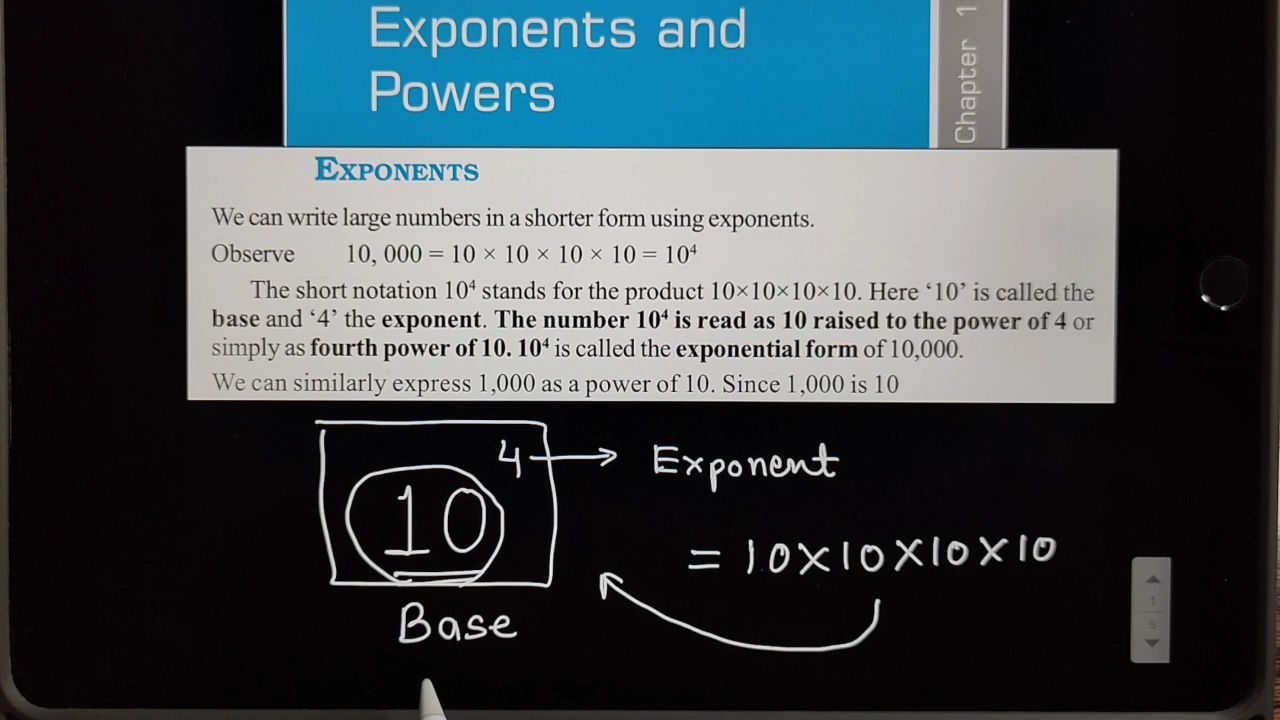 Exponents and
Powers
Chapter 1
EXPONENTS
We can write large numbers in a shorter form using exponents.
Observe 10, 000 = 10 × 10 × 10 × 10 = 10⁴
The short notation 10⁴ stands for the product 10×10×10×10. Here ‘10’ is called the
base and ‘4’ the exponent. The number 10⁴ is read as 10 raised to the power of 4 or
simply as fourth power of 10. 10⁴ is called the exponential form of 10,000.
We can similarly express 1,000 as a power of 10. Since 1,000 is 10
10⁴ → Exponent
= 10×10×10×10
Base
1
5